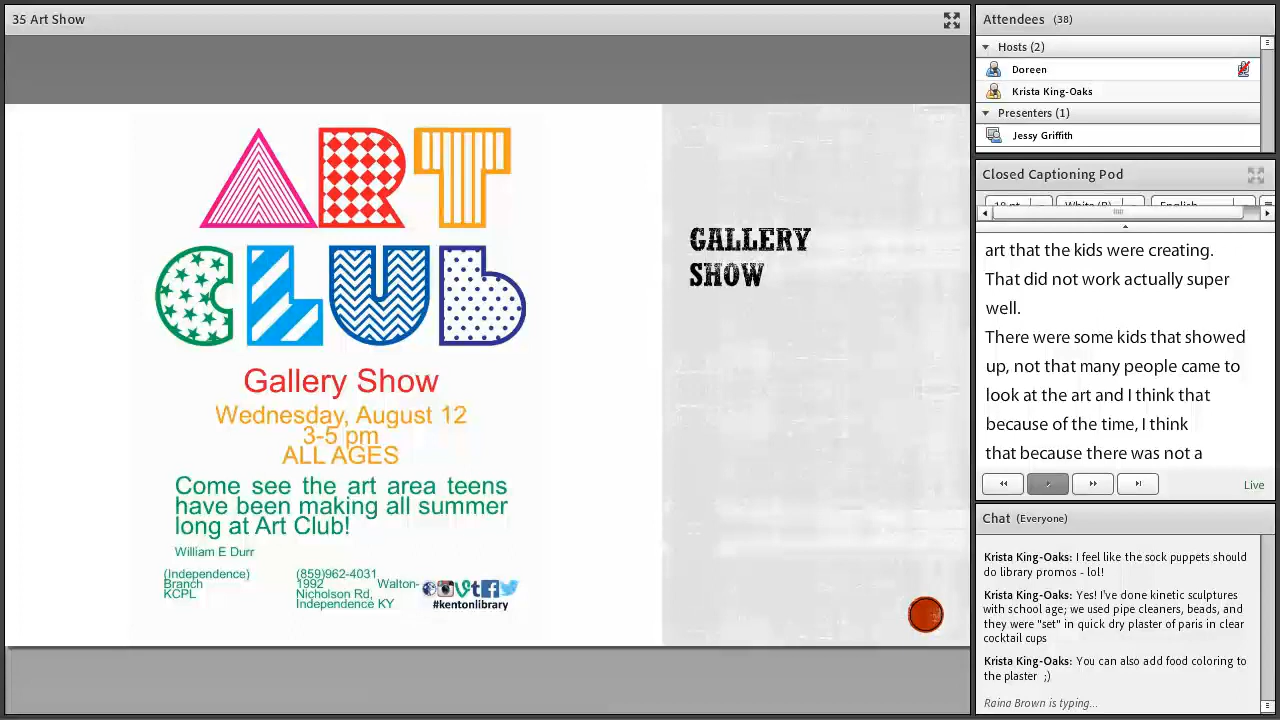 35 Art Show
ART
CLUb
Gallery Show
Wednesday, August 12
3-5 pm
ALL AGES
Come see the art area teens
have been making all summer
long at Art Club!
William E Durr
(Independence)
Branch
KCPL
(859)962-4031
1992 Walton-
Nicholson Rd,
Independence KY
#kentonlibrary
GALLERY
SHOW
Attendees (38)
Hosts (2)
Doreen
Krista King-Oaks
Presenters (1)
Jessy Griffith
Closed Captioning Pod
English
art that the kids were creating.
That did not work actually super
well.
There were some kids that showed
up, not that many people came to
look at the art and I think that
because of the time, I think
that because there was not a
Live
Chat (Everyone)
Krista King-Oaks: I feel like the sock puppets should
do library promos - lol!
Krista King-Oaks: Yes! I've dome kinetic sculptures
with school age; we used pipe cleaners, beads, and
they were "set" in quick dry plaster of paris in clear
cocktail cups
Krista King-Oaks: You can also add food coloring to
the plaster ;)
Raina Brown is typing...